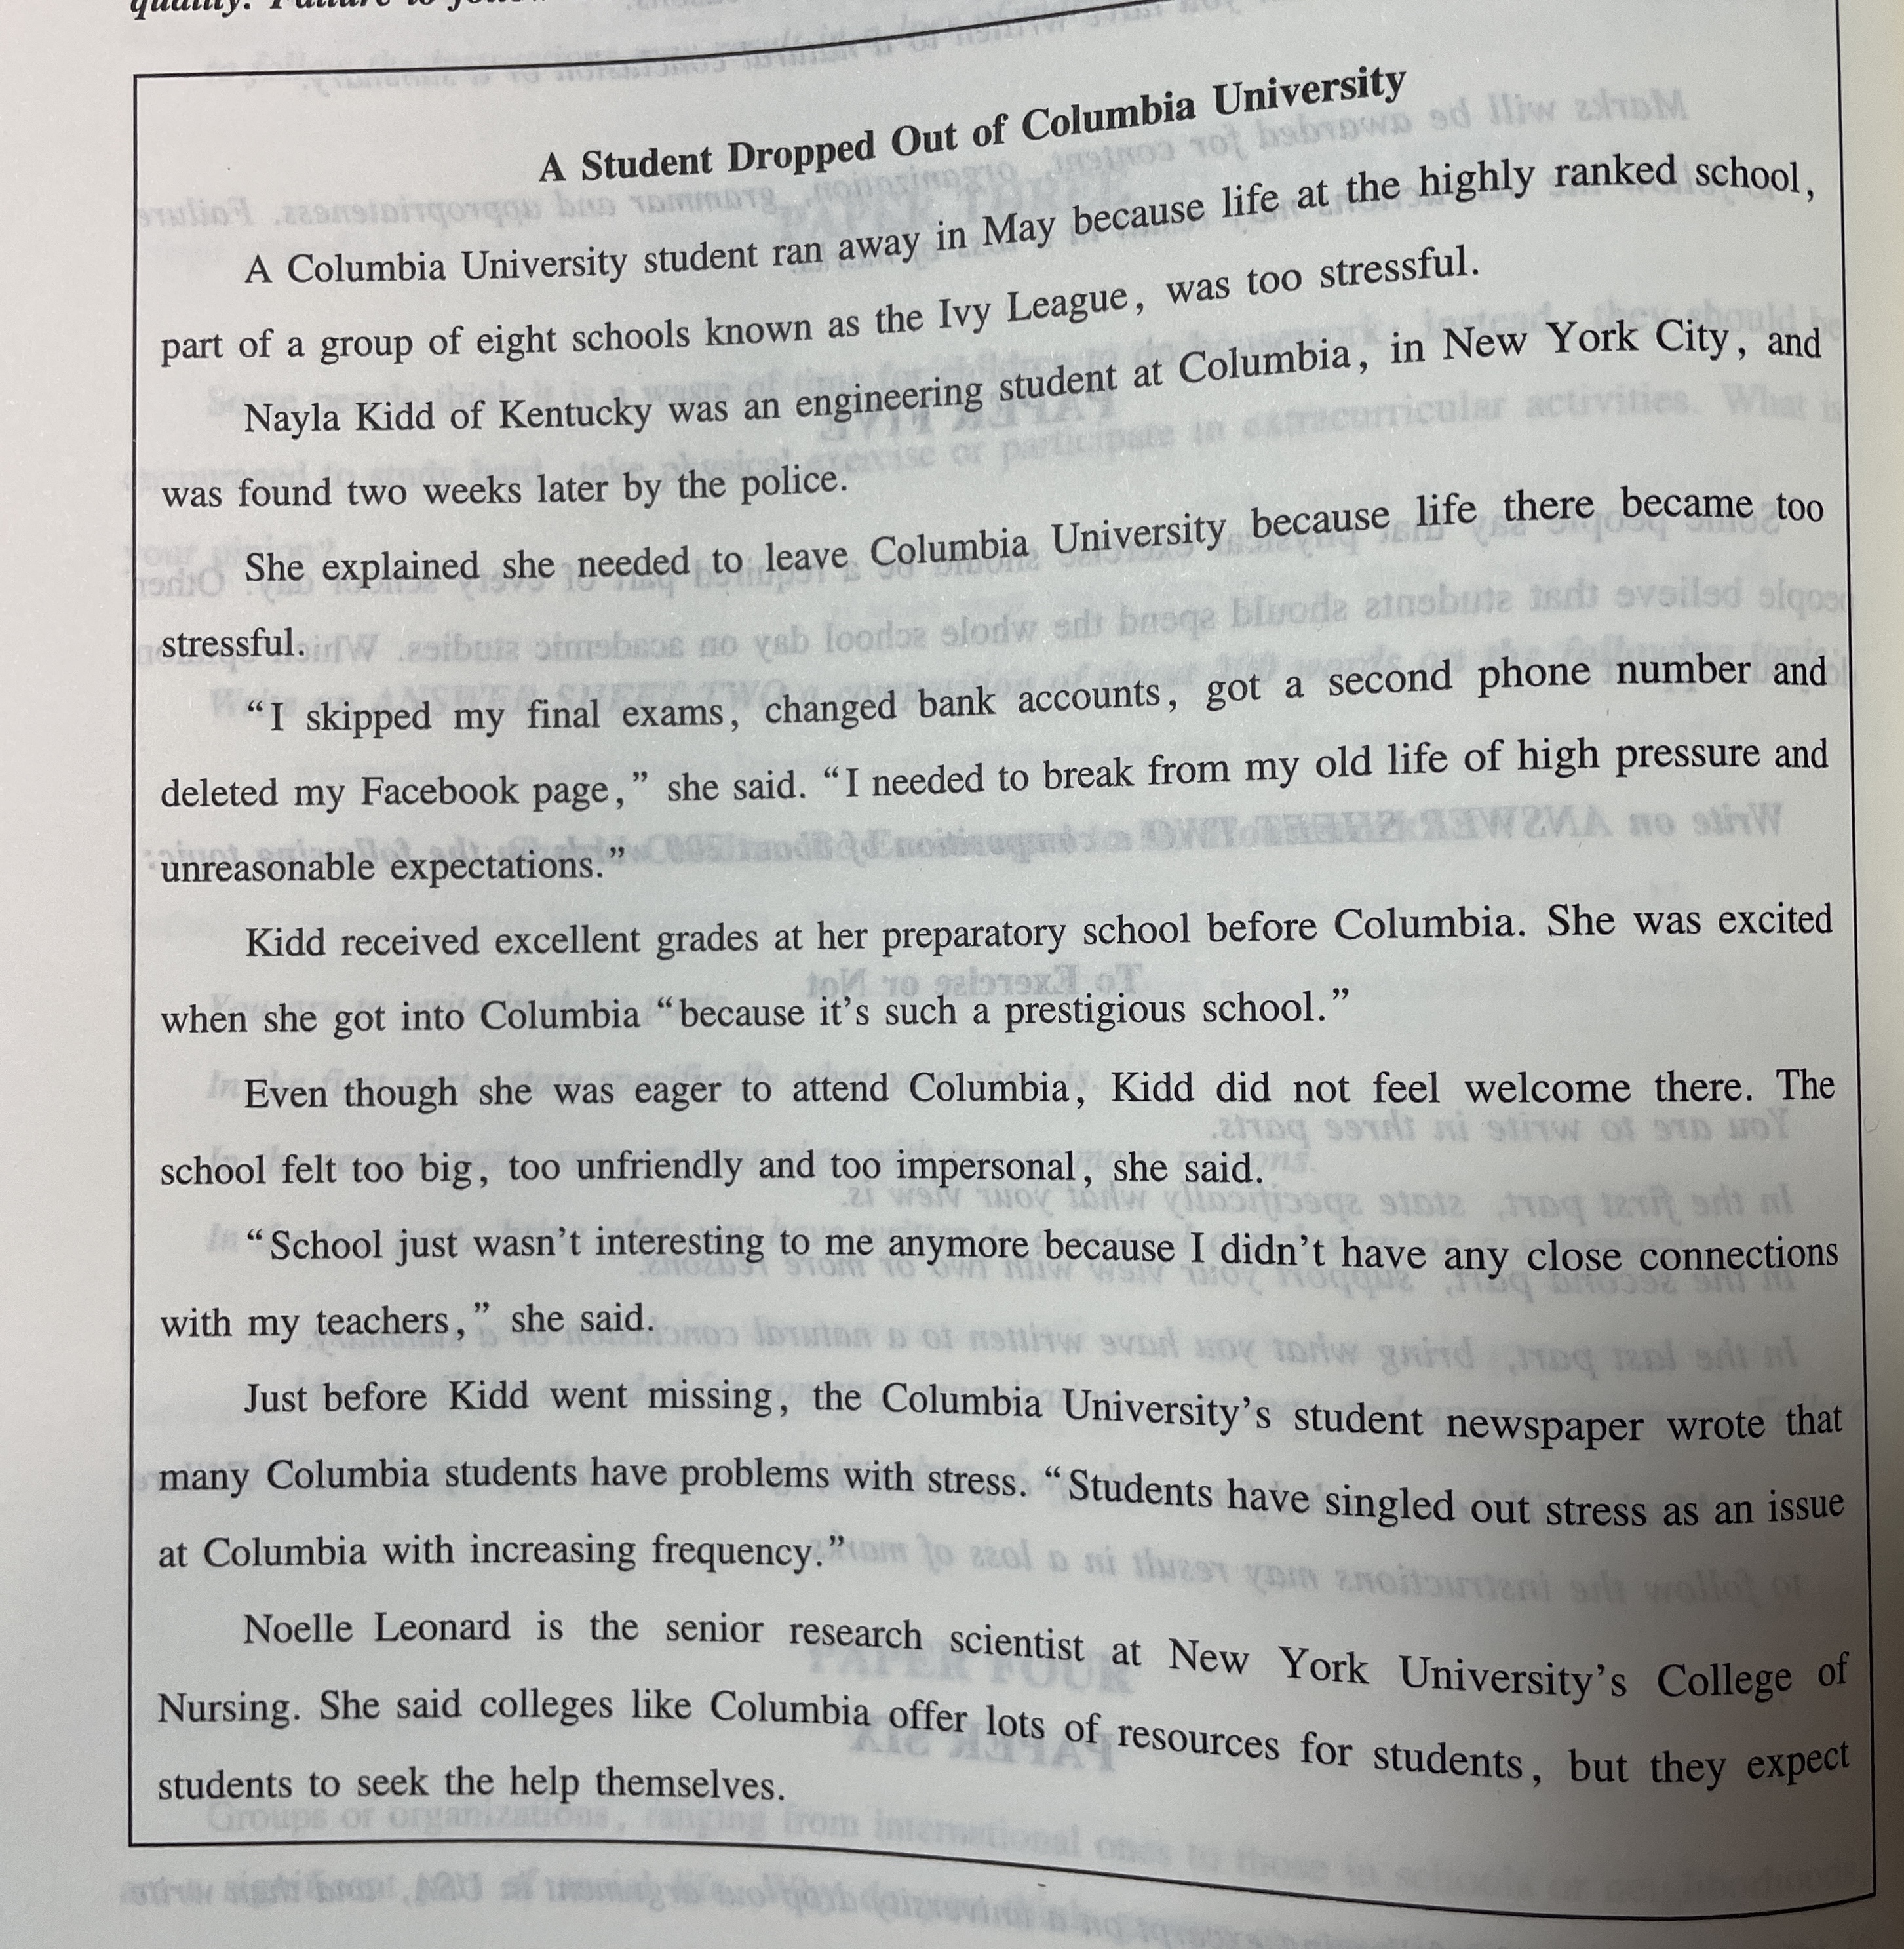 quality. Failure to follow
A Student Dropped Out of Columbia University
A Columbia University student ran away in May because life at the highly ranked school,
part of a group of eight schools known as the Ivy League, was too stressful.
Nayla Kidd of Kentucky was an engineering student at Columbia, in New York City, and
was found two weeks later by the police.
She explained she needed to leave Columbia University because life there became too
stressful.
“I skipped my final exams, changed bank accounts, got a second phone number and
deleted my Facebook page,” she said. “I needed to break from my old life of high pressure and
unreasonable expectations.”
Kidd received excellent grades at her preparatory school before Columbia. She was excited
when she got into Columbia “because it’s such a prestigious school.”
Even though she was eager to attend Columbia, Kidd did not feel welcome there. The
school felt too big, too unfriendly and too impersonal, she said.
“School just wasn’t interesting to me anymore because I didn’t have any close connections
with my teachers,” she said.
Just before Kidd went missing, the Columbia University’s student newspaper wrote that
many Columbia students have problems with stress. “Students have singled out stress as an issue
at Columbia with increasing frequency.”
Noelle Leonard is the senior research scientist at New York University’s College of
Nursing. She said colleges like Columbia offer lots of resources for students, but they expect
students to seek the help themselves.